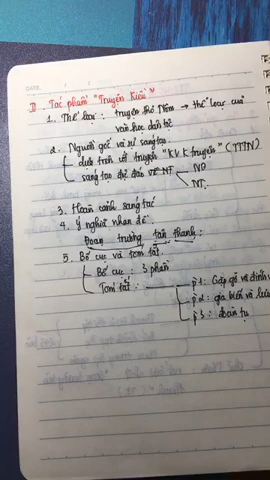 DATE
II. Tác phẩm "Truyện Kiều"
1. Thể loại: truyện thơ Nôm → thể loại của
văn học dân tộc
2. Nguồn gốc và sự sáng tạo
dựa trên cốt truyện "KVK truyện" (TTTN)
sáng tạo độc đáo về NT
ND
NT.
3. Hoàn cảnh sáng tác
4. Ý nghĩa nhan đề.
Đoạn trường tân thanh:
5. Bố cục và tóm tắt
Bố cục: 3 phần
Tóm tắt:
p1: Gặp gỡ và đính
p2: gia biến và lưu
p3: đoàn tụ